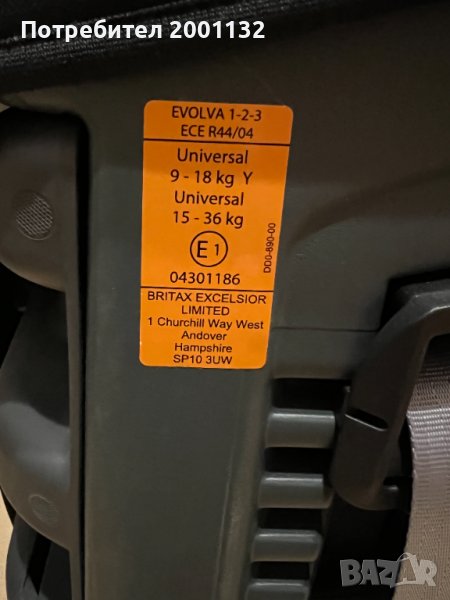 Потребител 2001132
EVOLVA 1-2-3
ECE R44/04
Universal
9 - 18 kg Y
Universal
15 - 36 kg
E1
04301186
DD0-890-00
BRITAX EXCELSIOR
LIMITED
1 Churchill Way West
Andover
Hampshire
SP10 3UW
BAZAR